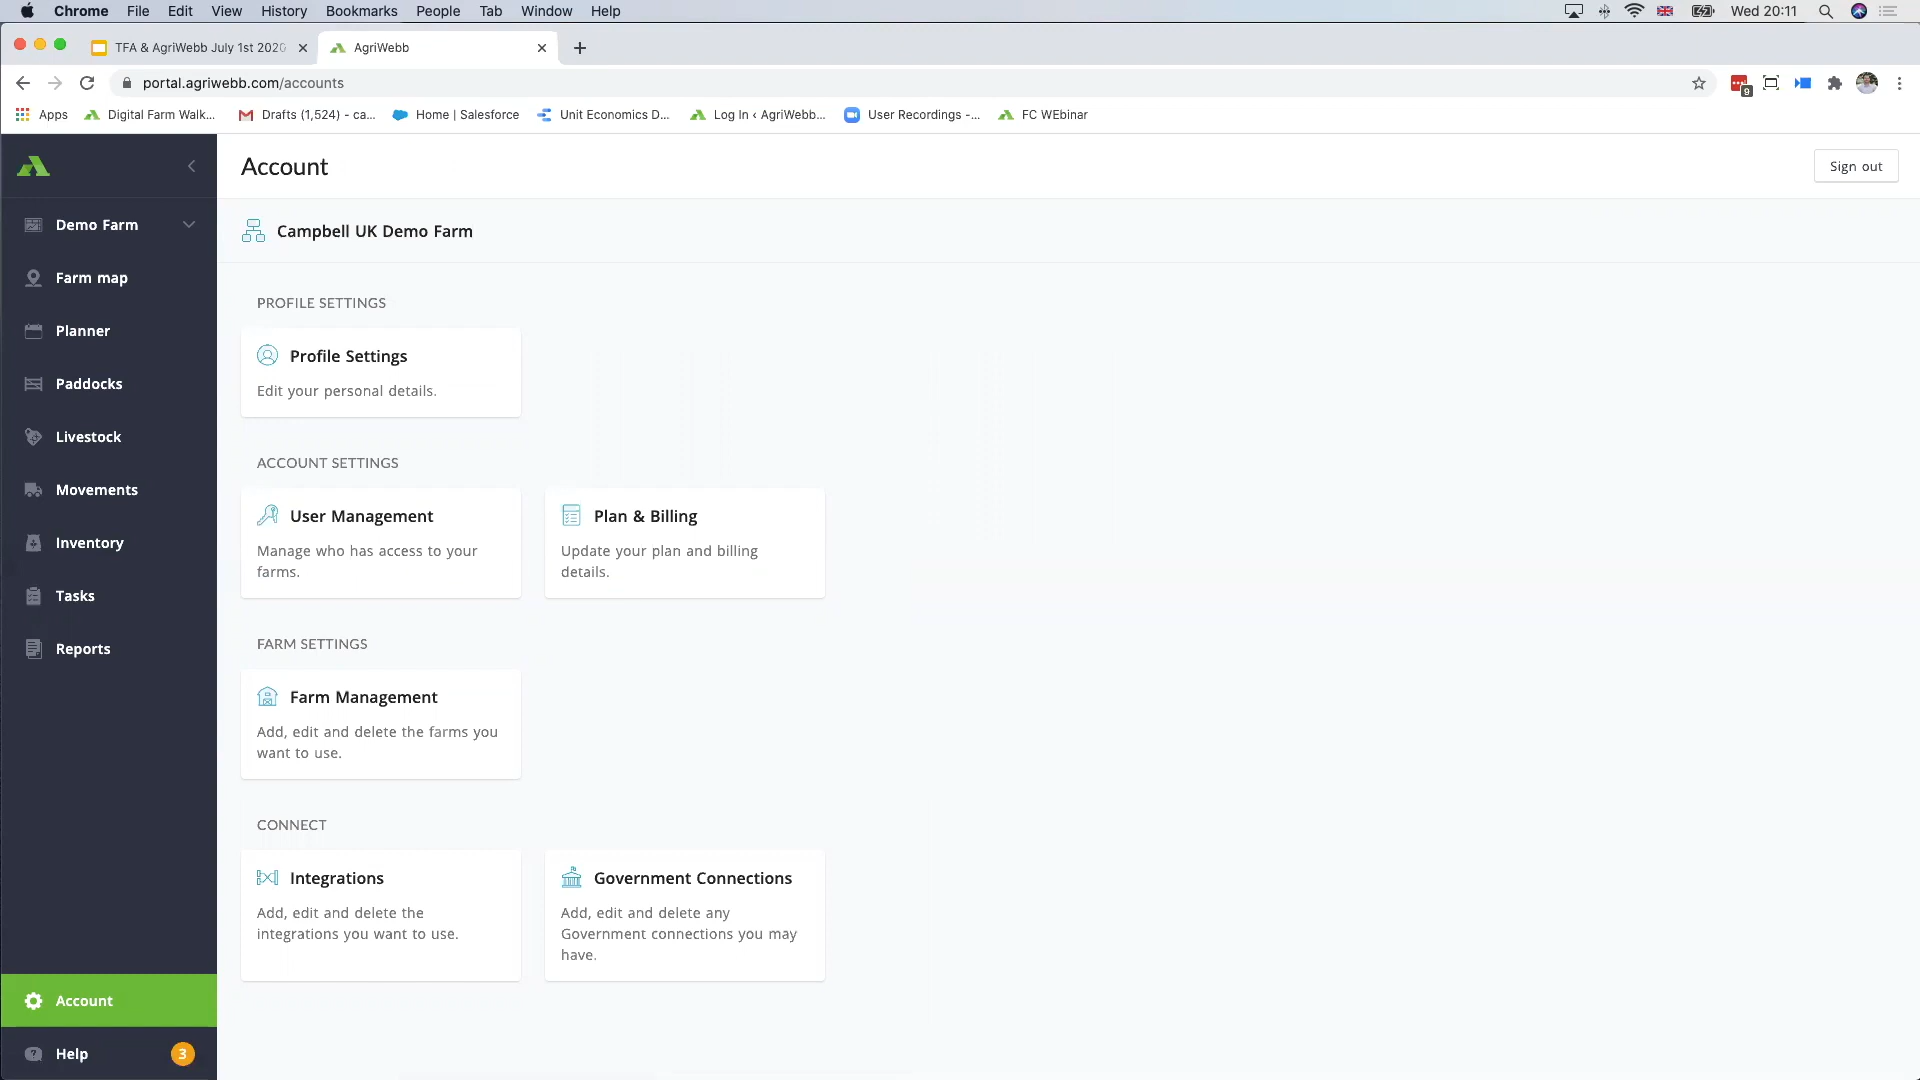 Chrome File Edit View History Bookmarks People Tab Window Help Wed 20:11
TFA & AgriWebb July 1st 2020 AgriWebb
portal.agriwebb.com/accounts 9
Apps Digital Farm Walk... Drafts (1,524) - ca... Home | Salesforce Unit Economics D... Log In ‹ AgriWebb... User Recordings -... FC WEbinar
Account
Sign out
Demo Farm
Farm map
Planner
Paddocks
Livestock
Movements
Inventory
Tasks
Reports
Account
Help 3
Campbell UK Demo Farm
PROFILE SETTINGS
Profile Settings
Edit your personal details.
ACCOUNT SETTINGS
User Management
Manage who has access to your
farms.
Plan & Billing
Update your plan and billing
details.
FARM SETTINGS
Farm Management
Add, edit and delete the farms you
want to use.
CONNECT
Integrations
Add, edit and delete the
integrations you want to use.
Government Connections
Add, edit and delete any
Government connections you may
have.